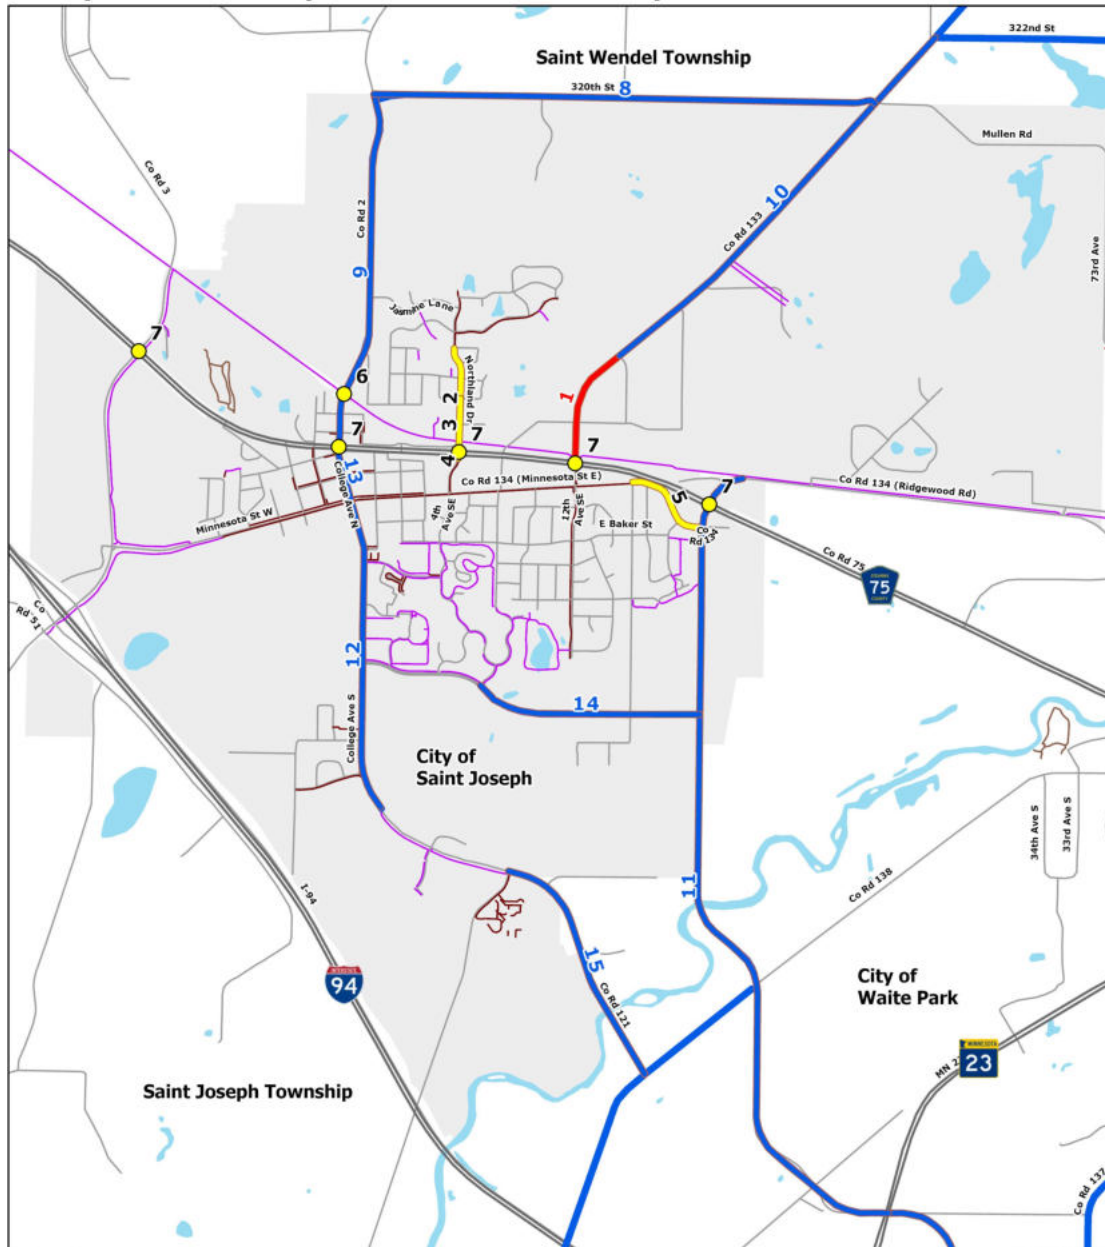 322nd St
Saint Wendel Township
320th St
8
Mullen Rd
Co Rd 3
10
Co Rd 2
Co Rd 133
73rd Ave
9
Jasmine Lane
7
Northland Dr
2
1
6
3
7
7
7
4
13
Co Rd 134 (Minnesota St E)
Co Rd 134 (Ridgewood Rd)
College Ave N
5
7
Minnesota St W
4th
Ave SE
12th
Ave SE
E Baker St
Co
Rd 134
Co Rd 75
STEARNS
75
COUNTY
Co
Rd 51
12
14
College Ave S
City of
Saint Joseph
34th Ave S
33rd Ave S
Co Rd 138
11
I-94
15
INTERSTATE
94
Co Rd 121
City of
Waite Park
MINNESOTA
23
MN 2
Saint Joseph Township
Co Rd 137